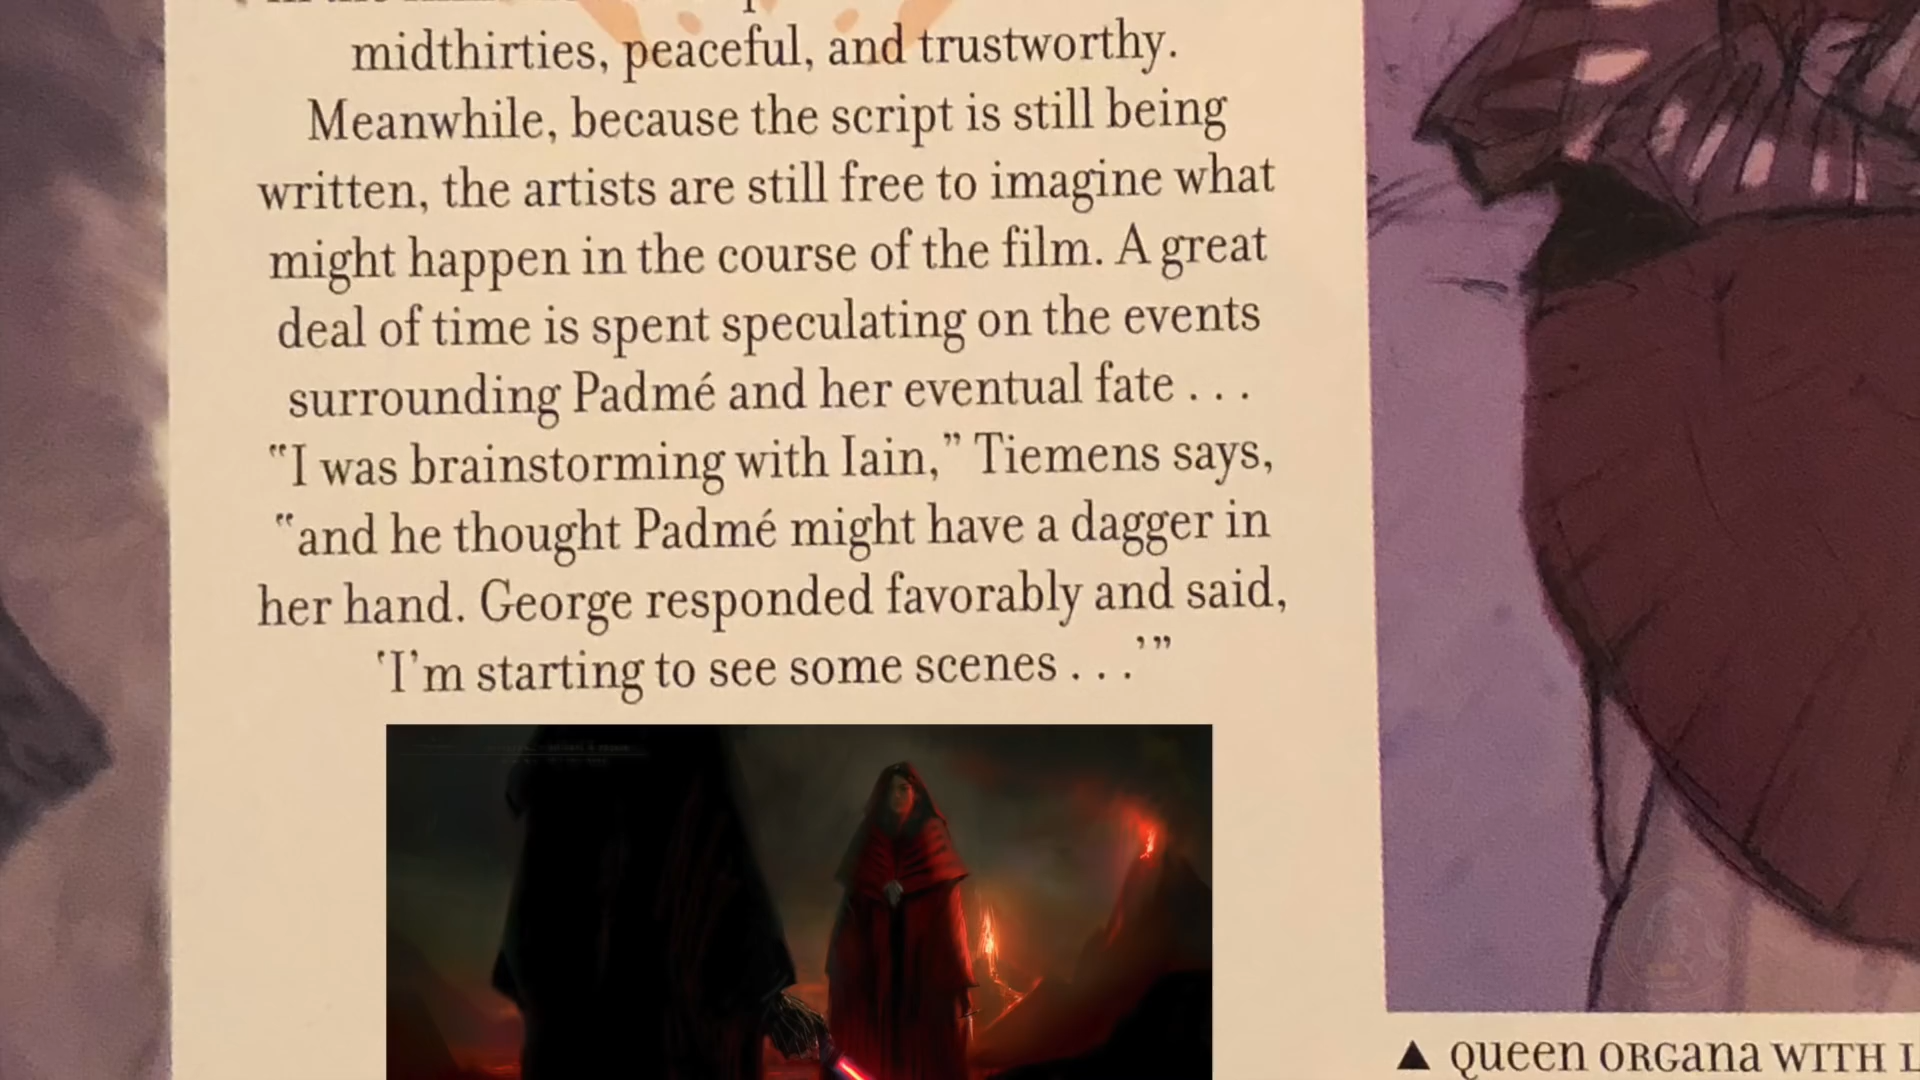 midthirties, peaceful, and trustworthy.
Meanwhile, because the script is still being
written, the artists are still free to imagine what
might happen in the course of the film. A great
deal of time is spent speculating on the events
surrounding Padmé and her eventual fate . . .
“I was brainstorming with Iain,” Tiemens says,
“and he thought Padmé might have a dagger in
her hand. George responded favorably and said,
‘I’m starting to see some scenes . . .’”
▲ Queen Organa with L